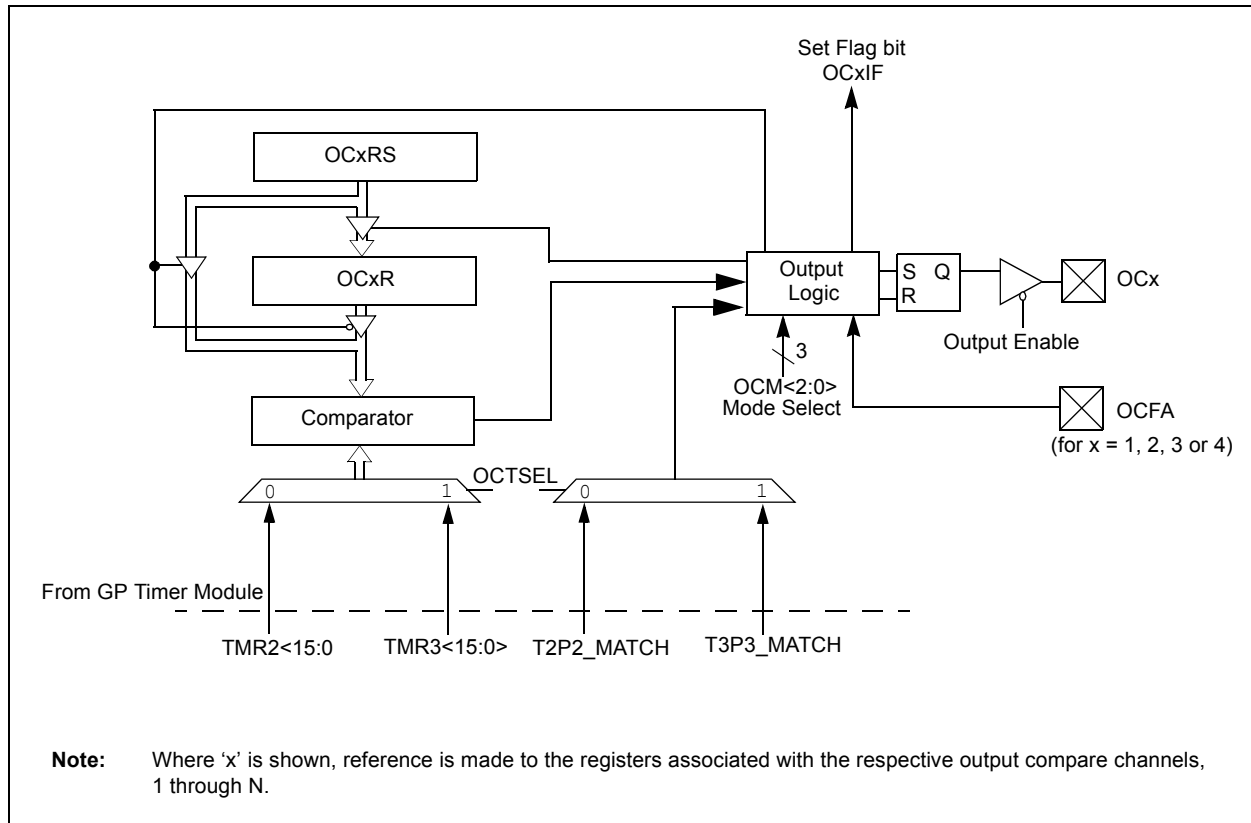 Set Flag bit
OCxIF
OCxRS
OCxR
Output
Logic
S Q
R
OCx
Output Enable
3
OCM<2:0>
Mode Select
Comparator
OCFA
(for x = 1, 2, 3 or 4)
0 1
OCTSEL
0 1
From GP Timer Module
TMR2<15:0
TMR3<15:0>
T2P2_MATCH
T3P3_MATCH
Note: Where ‘x’ is shown, reference is made to the registers associated with the respective output compare channels,
1 through N.